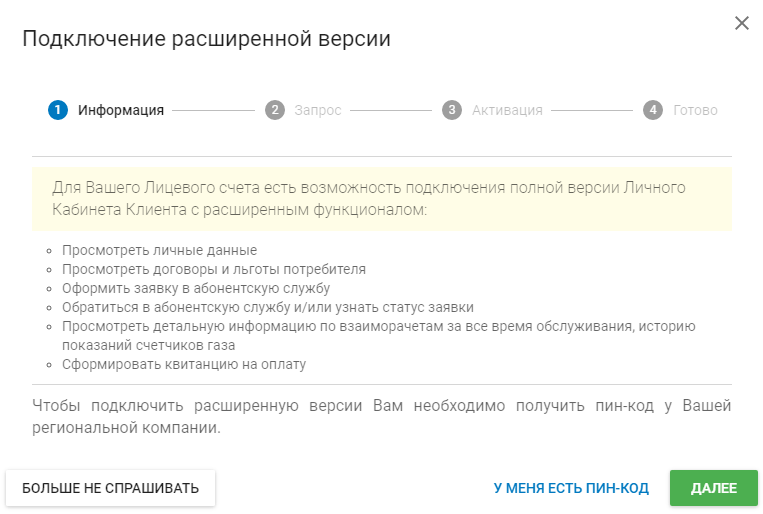 Подключение расширенной версии
1 Информация 2 Запрос 3 Активация 4 Готово
Для Вашего Лицевого счета есть возможность подключения полной версии Личного
Кабинета Клиента с расширенным функционалом:
Просмотреть личные данные
Просмотреть договоры и льготы потребителя
Оформить заявку в абонентскую службу
Обратиться в абонентскую службу и/или узнать статус заявки
Просмотреть детальную информацию по взаиморачетам за все время обслуживания, историю
показаний счетчиков газа
Сформировать квитанцию на оплату
Чтобы подключить расширенную версии Вам необходимо получить пин-код у Вашей
региональной компании.
БОЛЬШЕ НЕ СПРАШИВАТЬ У МЕНЯ ЕСТЬ ПИН-КОД ДАЛЕЕ